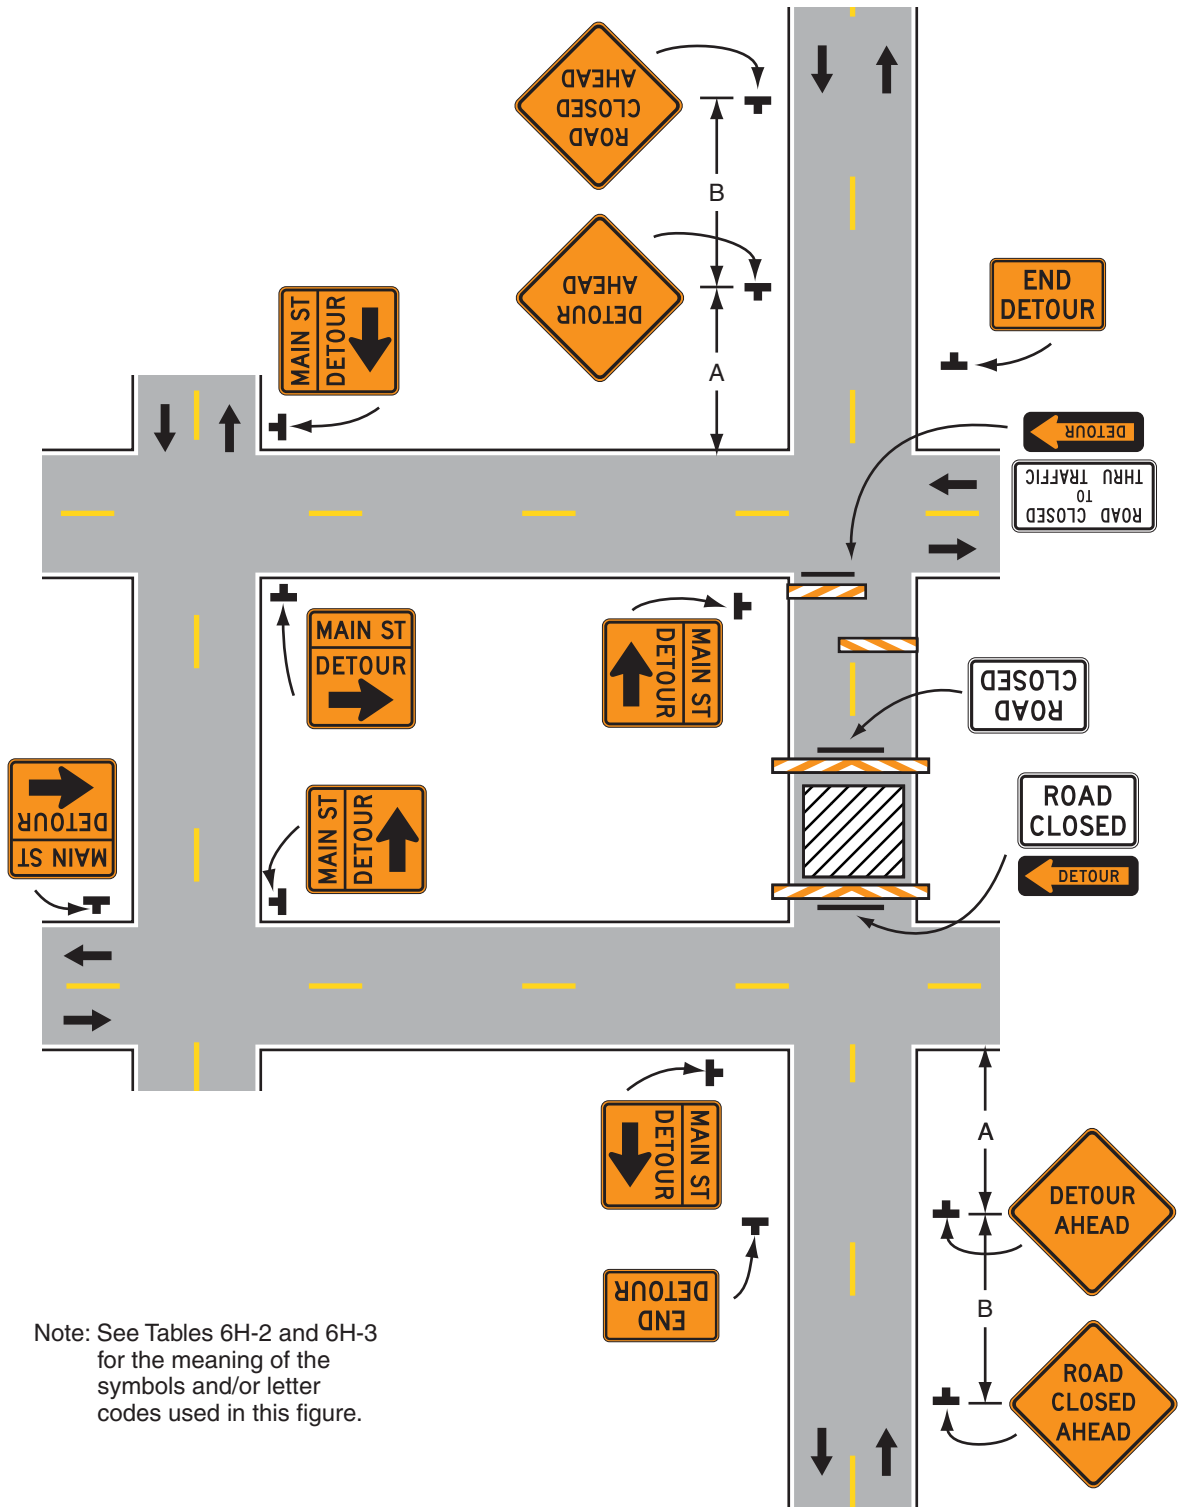 ROAD
CLOSED
AHEAD
B
DETOUR
AHEAD
A
MAIN ST
DETOUR
END
DETOUR
DETOUR
ROAD CLOSED
TO
THRU TRAFFIC
MAIN ST
DETOUR
MAIN ST
DETOUR
ROAD
CLOSED
MAIN ST
DETOUR
MAIN ST
DETOUR
ROAD
CLOSED
DETOUR
MAIN ST
DETOUR
A
DETOUR
AHEAD
END
DETOUR
B
ROAD
CLOSED
AHEAD
Note: See Tables 6H-2 and 6H-3
for the meaning of the
symbols and/or letter
codes used in this figure.